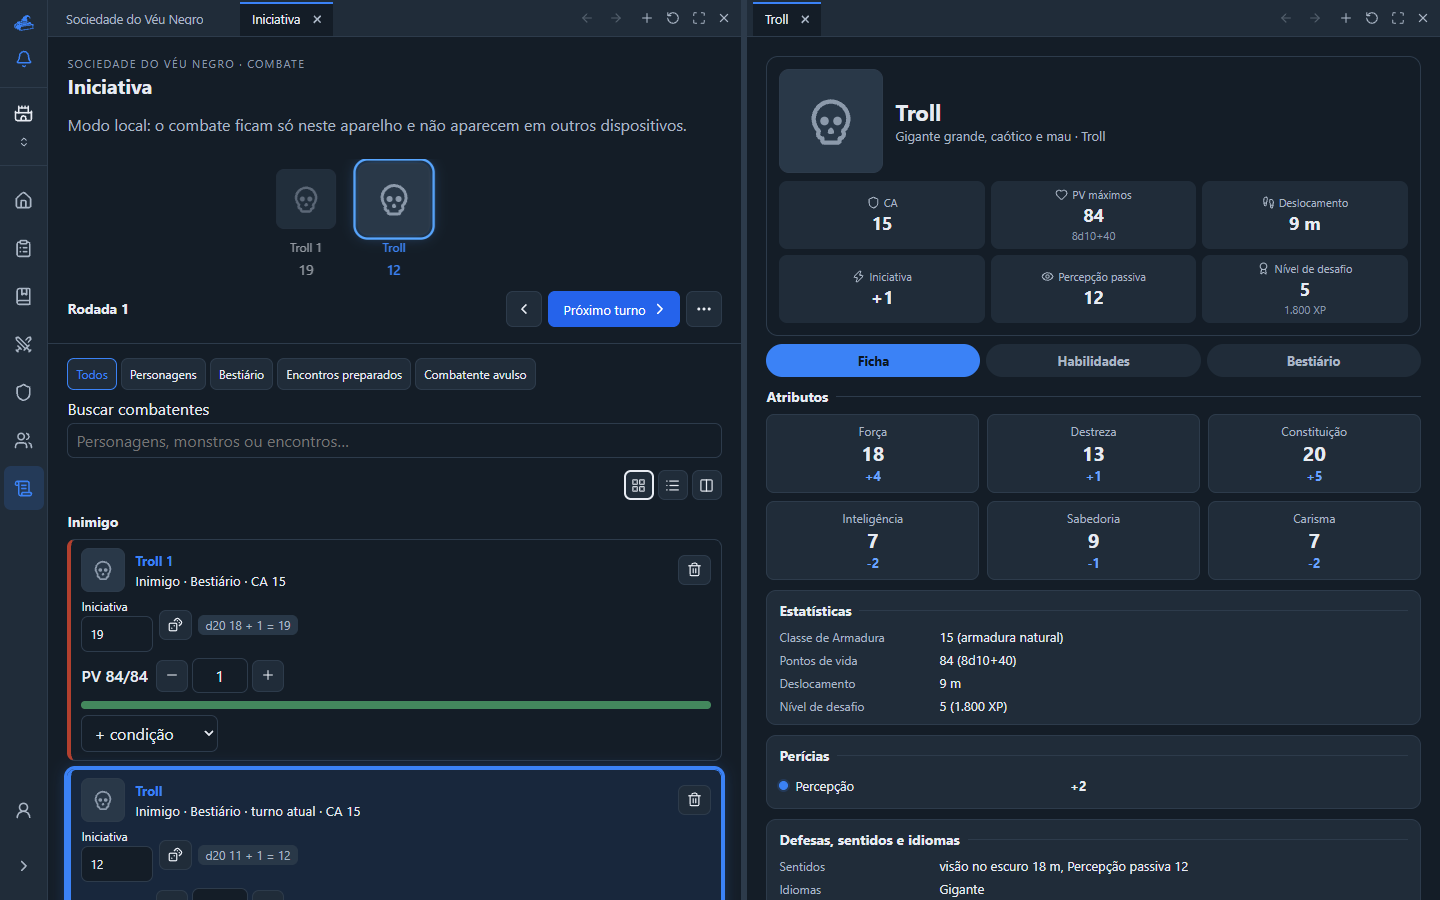 Sociedade do Véu Negro
Iniciativa
SOCIEDADE DO VÉU NEGRO · COMBATE
Iniciativa
Modo local: o combate ficam só neste aparelho e não aparecem em outros dispositivos.
Troll 1
19
Troll
12
Rodada 1
Próximo turno
Todos
Personagens
Bestiário
Encontros preparados
Combatente avulso
Buscar combatentes
Personagens, monstros ou encontros...
Inimigo
Troll 1
Inimigo · Bestiário · CA 15
Iniciativa
19
d20 18 + 1 = 19
PV 84/84
1
+ condição
Troll
Inimigo · Bestiário · turno atual · CA 15
Iniciativa
12
d20 11 + 1 = 12
Troll
Troll
Gigante grande, caótico e mau · Troll
CA
15
PV máximos
84
8d10+40
Deslocamento
9 m
Iniciativa
+1
Percepção passiva
12
Nível de desafio
5
1.800 XP
Ficha
Habilidades
Bestiário
Atributos
Força
18
+4
Destreza
13
+1
Constituição
20
+5
Inteligência
7
-2
Sabedoria
9
-1
Carisma
7
-2
Estatísticas
Classe de Armadura 15 (armadura natural)
Pontos de vida 84 (8d10+40)
Deslocamento 9 m
Nível de desafio 5 (1.800 XP)
Perícias
Percepção +2
Defesas, sentidos e idiomas
Sentidos visão no escuro 18 m, Percepção passiva 12
Idiomas Gigante